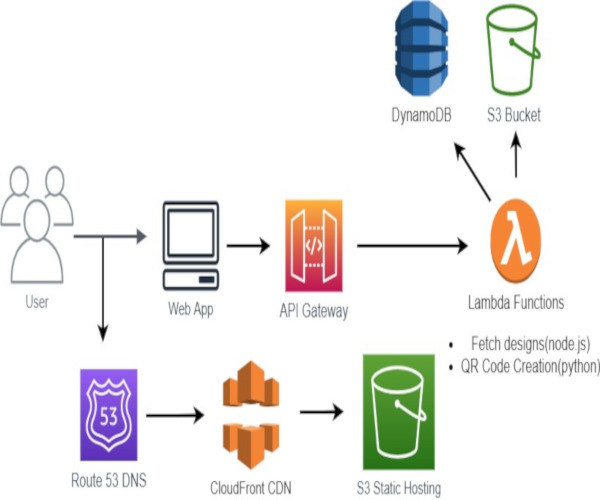 DynamoDB
S3 Bucket
User
Web App
API Gateway
</>
Lambda Functions
• Fetch designs(node.js)
• QR Code Creation(python)
53
Route 53 DNS
CloudFront CDN
S3 Static Hosting